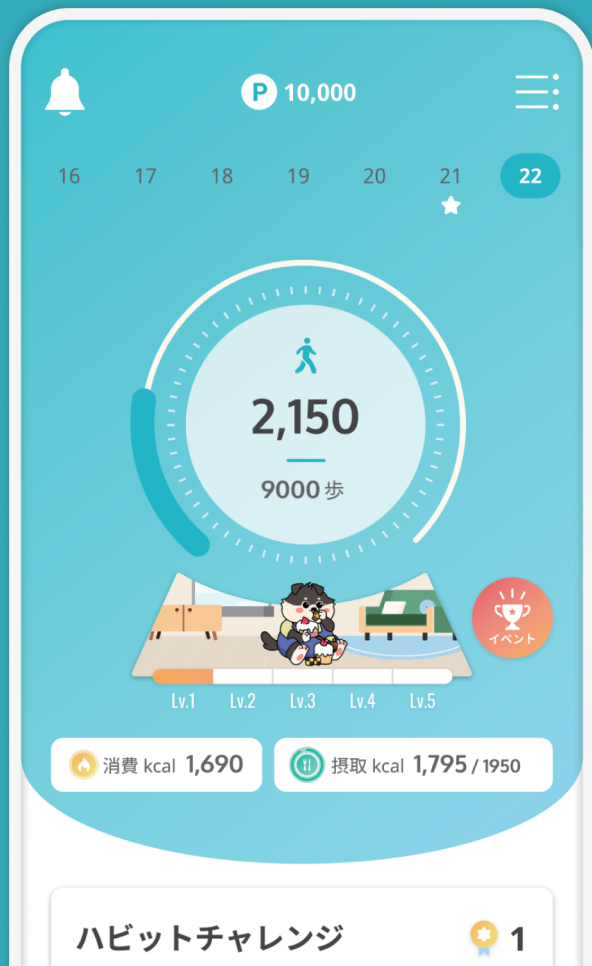 P 10,000
16 17 18 19 20 21 22
2,150
9000 歩
イベント
Lv.1 Lv.2 Lv.3 Lv.4 Lv.5
消費 kcal 1,690 摂取 kcal 1,795 / 1950
ハビットチャレンジ 1